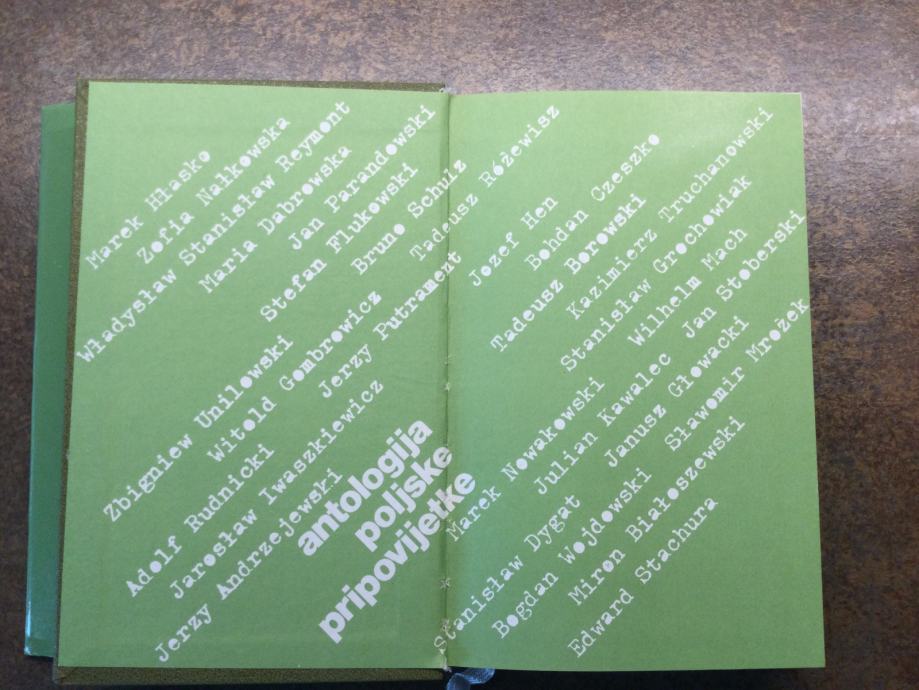 Marek Hłasko
Zofia Nałkowska
Władysław Stanisław Reymont
Maria Dąbrowska
Jan Parandowski
Stefan Flukowski
Bruno Schulz
Tadeusz Różewisz
Zbigniew Uniłowski
Witold Gombrowicz
Jerzy Putrament
Adolf Rudnicki
Jarosław Iwaszkiewicz
Jerzy Andrzejewski
antologija
poljske
pripovijetke
Jozef Hen
Bohdan Czeszko
Tadeusz Borowski
Kazimierz Truchanowski
Stanisław Grochowiak
Wilhelm Mach
Jan Stoberski
Marek Nowakowski
Julian Kawalec
Janusz Głowacki
Stanisław Dygat
Bogdan Wojdowski
Sławomir Mrożek
Miron Białoszewski
Edward Stachura